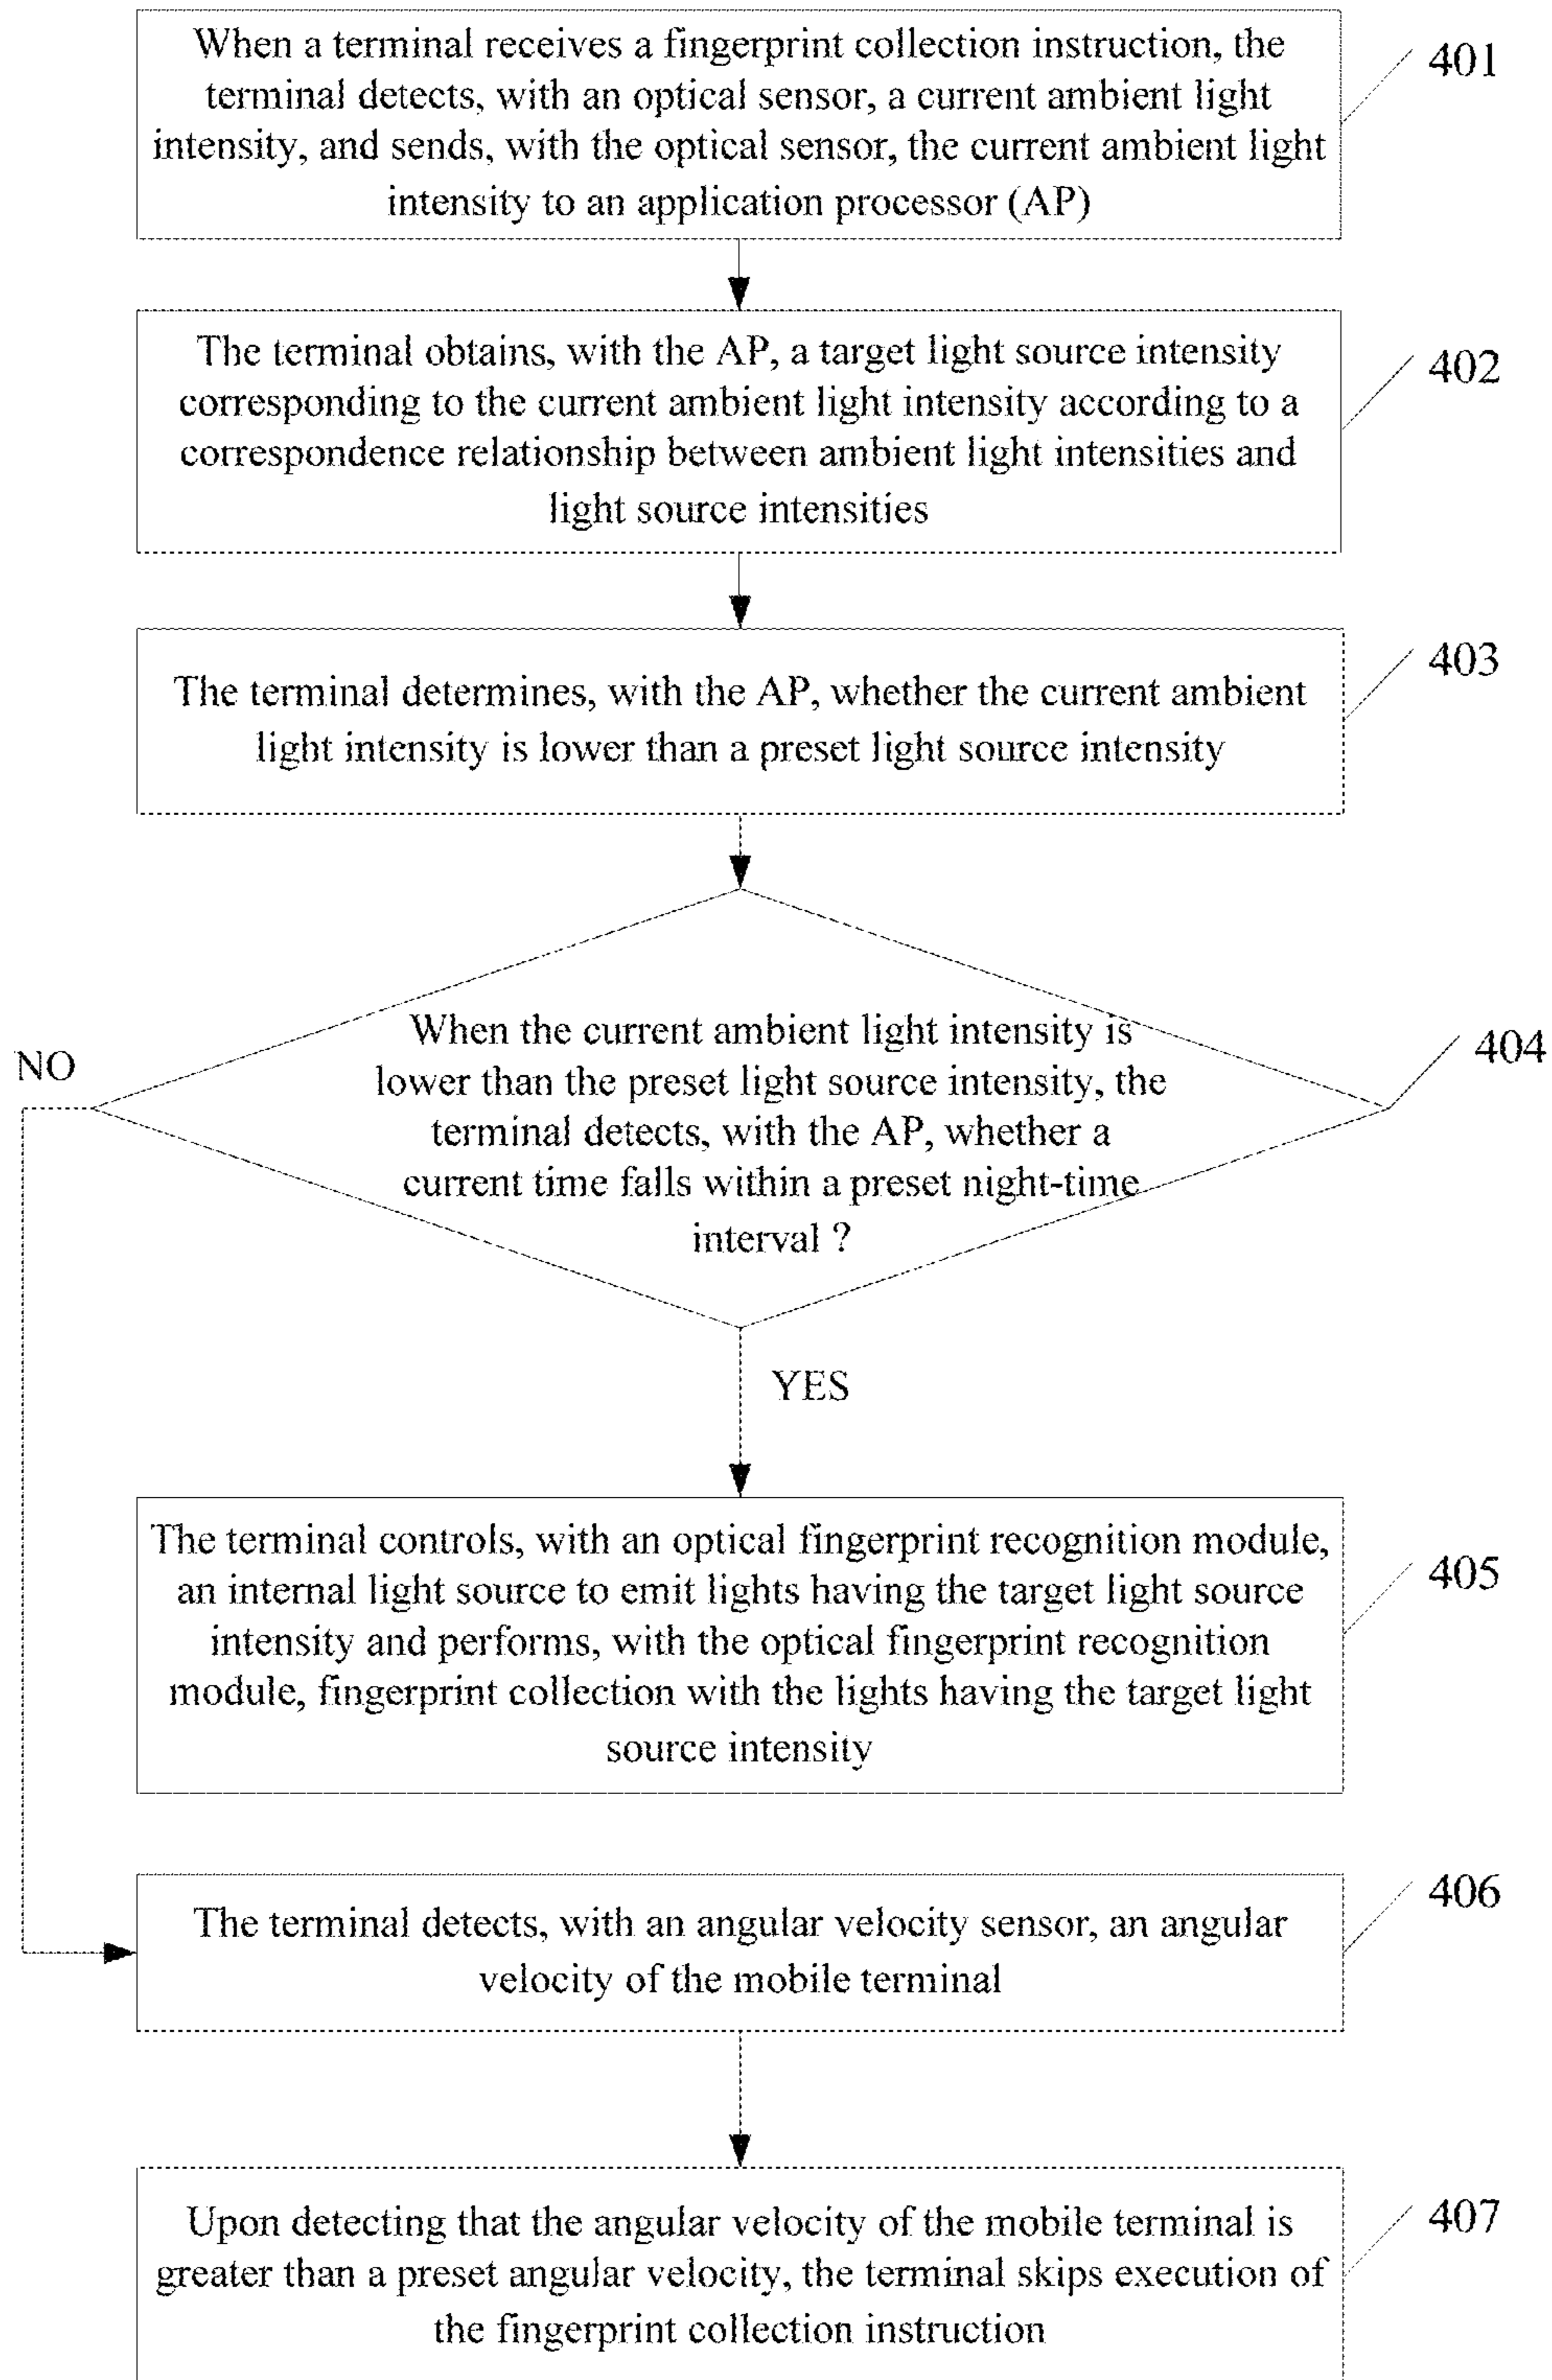 When a terminal receives a fingerprint collection instruction, the
terminal detects, with an optical sensor, a current ambient light
intensity, and sends, with the optical sensor, the current ambient light
intensity to an application processor (AP)
401
The terminal obtains, with the AP, a target light source intensity
corresponding to the current ambient light intensity according to a
correspondence relationship between ambient light intensities and
light source intensities
402
The terminal determines, with the AP, whether the current ambient
light intensity is lower than a preset light source intensity
403
When the current ambient light intensity is
lower than the preset light source intensity, the
terminal detects, with the AP, whether a
current time falls within a preset night-time
interval ?
404
NO
YES
The terminal controls, with an optical fingerprint recognition module,
an internal light source to emit lights having the target light source
intensity and performs, with the optical fingerprint recognition
module, fingerprint collection with the lights having the target light
source intensity
405
The terminal detects, with an angular velocity sensor, an angular
velocity of the mobile terminal
406
Upon detecting that the angular velocity of the mobile terminal is
greater than a preset angular velocity, the terminal skips execution of
the fingerprint collection instruction
407